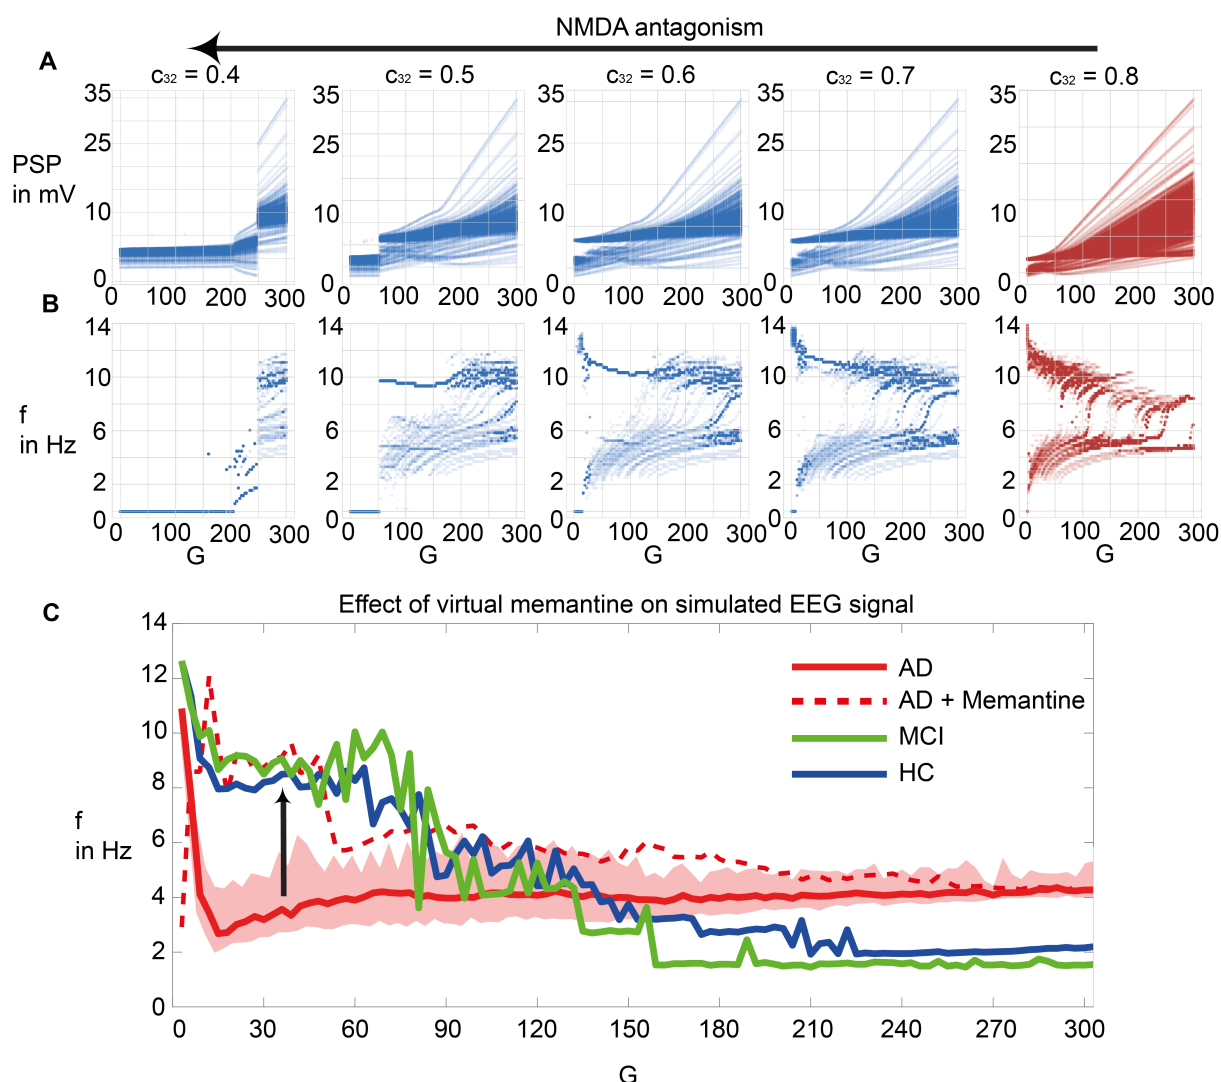 NMDA antagonism
A
c32 = 0.4 c32 = 0.5 c32 = 0.6 c32 = 0.7 c32 = 0.8
35 35 35 35 35
25 25 25 25 25
PSP
in mV
10 10 10 10 10
0 0 0 0 0
0 100 200 300 0 100 200 300 0 100 200 300 0 100 200 300 0 100 200 300
B
14 14 14 14 14
10 10 10 10 10
f
in Hz
6 6 6 6 6
2 2 2 2 2
0 0 0 0 0
0 100 200 300 0 100 200 300 0 100 200 300 0 100 200 300 0 100 200 300
G G G G G
C
Effect of virtual memantine on simulated EEG signal
14
12
10
8
6
4
2
0
f
in Hz
AD
AD + Memantine
MCI
HC
0 30 60 90 120 150 180 210 240 270 300
G